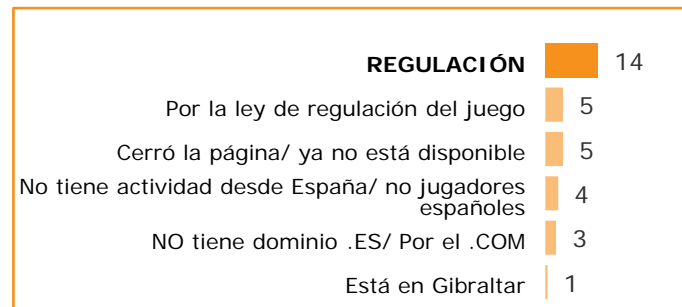 REGULACIÓN 14
Por la ley de regulación del juego 5
Cerró la página/ ya no está disponible 5
No tiene actividad desde España/ no jugadores
españoles 4
NO tiene dominio .ES/ Por el .COM 3
Está en Gibraltar 1